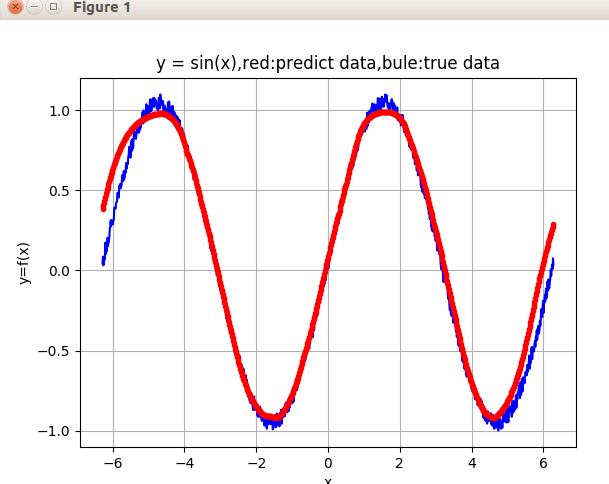 Figure 1
y = sin(x),red:predict data,bule:true data
1.0
0.5
0.0
−0.5
−1.0
y=f(x)
−6 −4 −2 0 2 4 6
x